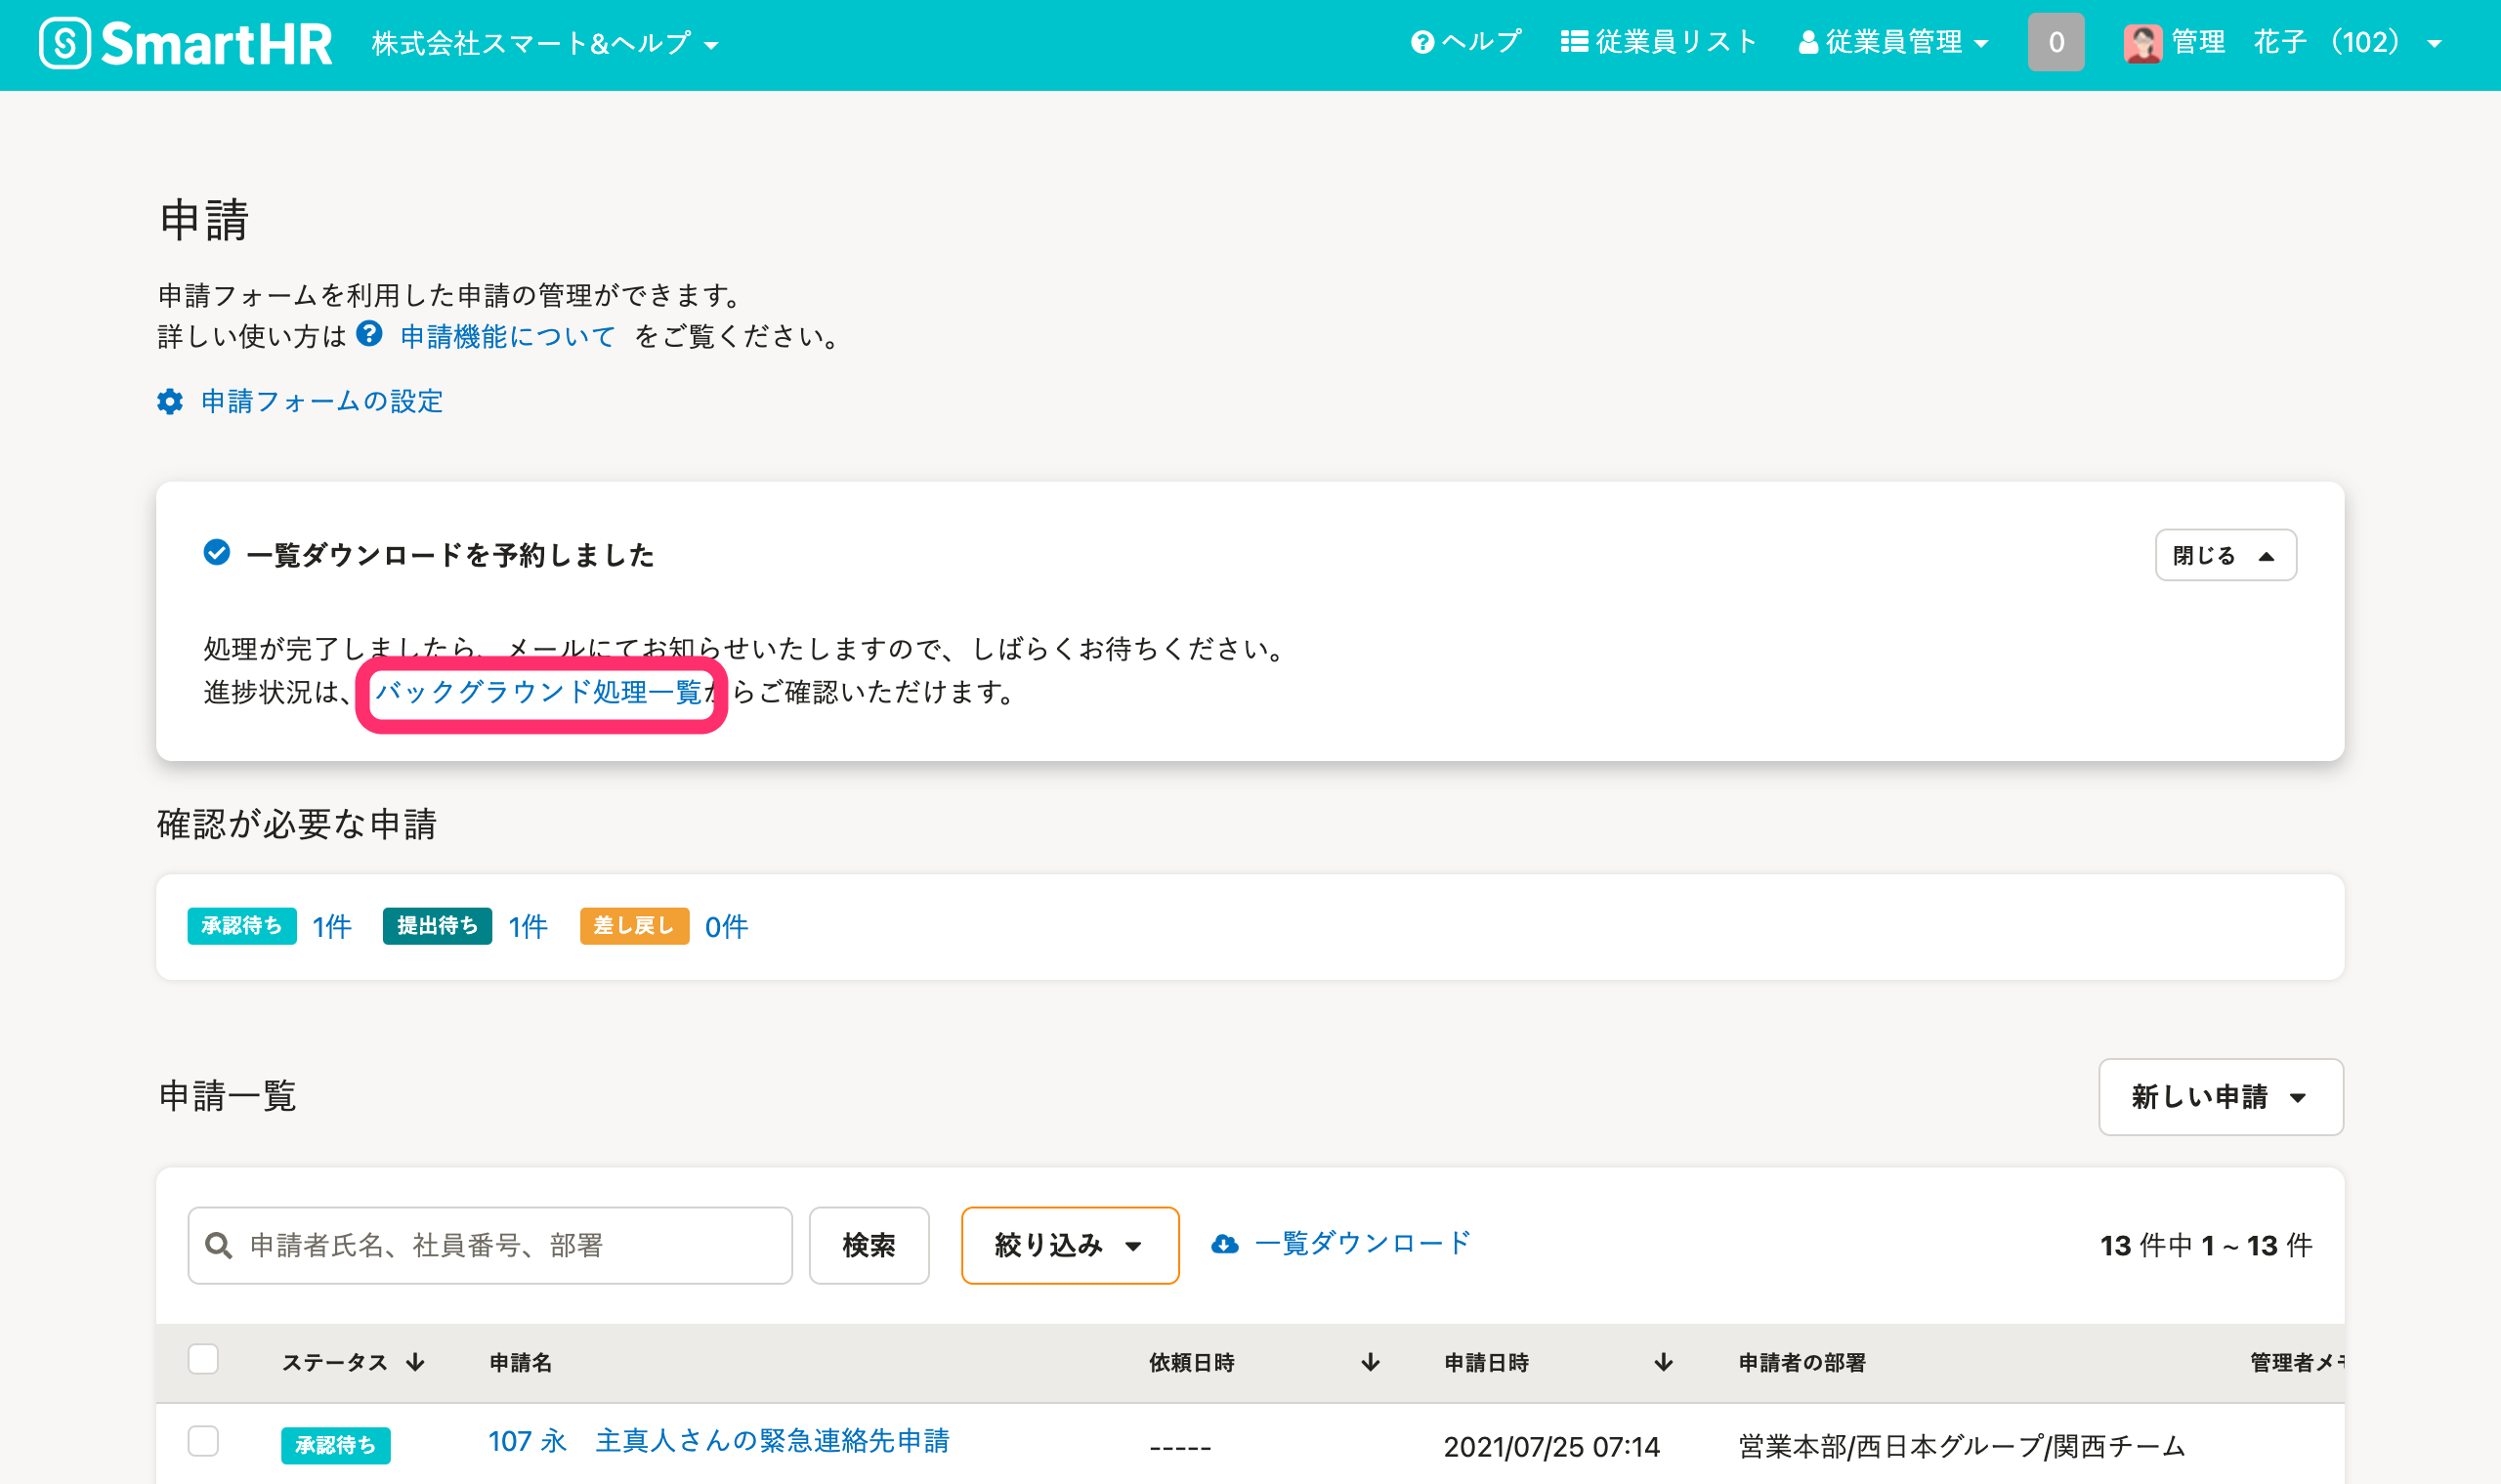 SmartHR 株式会社スマート&ヘルプ ヘルプ 従業員リスト 従業員管理 0 管理 花子 （102）
申請
申請フォームを利用した申請の管理ができます。
詳しい使い方は 申請機能について をご覧ください。
申請フォームの設定
一覧ダウンロードを予約しました 閉じる
処理が完了しましたら、メールにてお知らせいたしますので、しばらくお待ちください。
進捗状況は、バックグラウンド処理一覧からご確認いただけます。
確認が必要な申請
承認待ち 1件 提出待ち 1件 差し戻し 0件
申請一覧 新しい申請
申請者氏名、社員番号、部署 検索 絞り込み 一覧ダウンロード 13 件中 1 ~ 13 件
ステータス 申請名 依頼日時 申請日時 申請者の部署 管理者メモ
承認待ち 107 永 主真人さんの緊急連絡先申請 ----- 2021/07/25 07:14 営業本部/西日本グループ/関西チーム